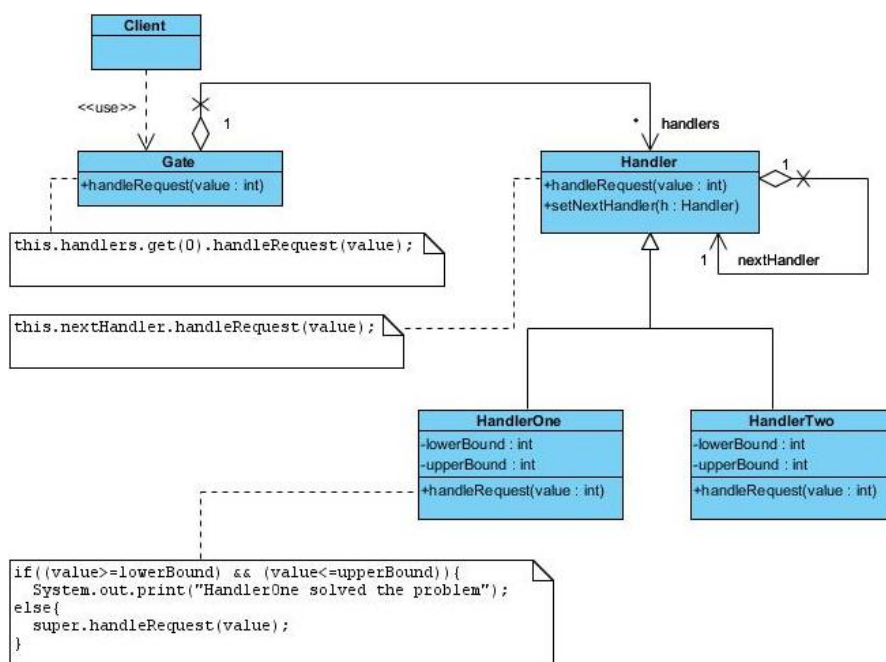 Client
<<use>>
1
* handlers
Gate
+handleRequest(value : int)
Handler
+handleRequest(value : int)
+setNextHandler(h : Handler)
1
1
nextHandler
this.handlers.get(0).handleRequest(value);
this.nextHandler.handleRequest(value);
HandlerOne
-lowerBound : int
-upperBound : int
+handleRequest(value : int)
HandlerTwo
-lowerBound : int
-upperBound : int
+handleRequest(value : int)
if((value>=lowerBound) && (value<=upperBound)){
System.out.print("HandlerOne solved the problem");
else{
super.handleRequest(value);
}